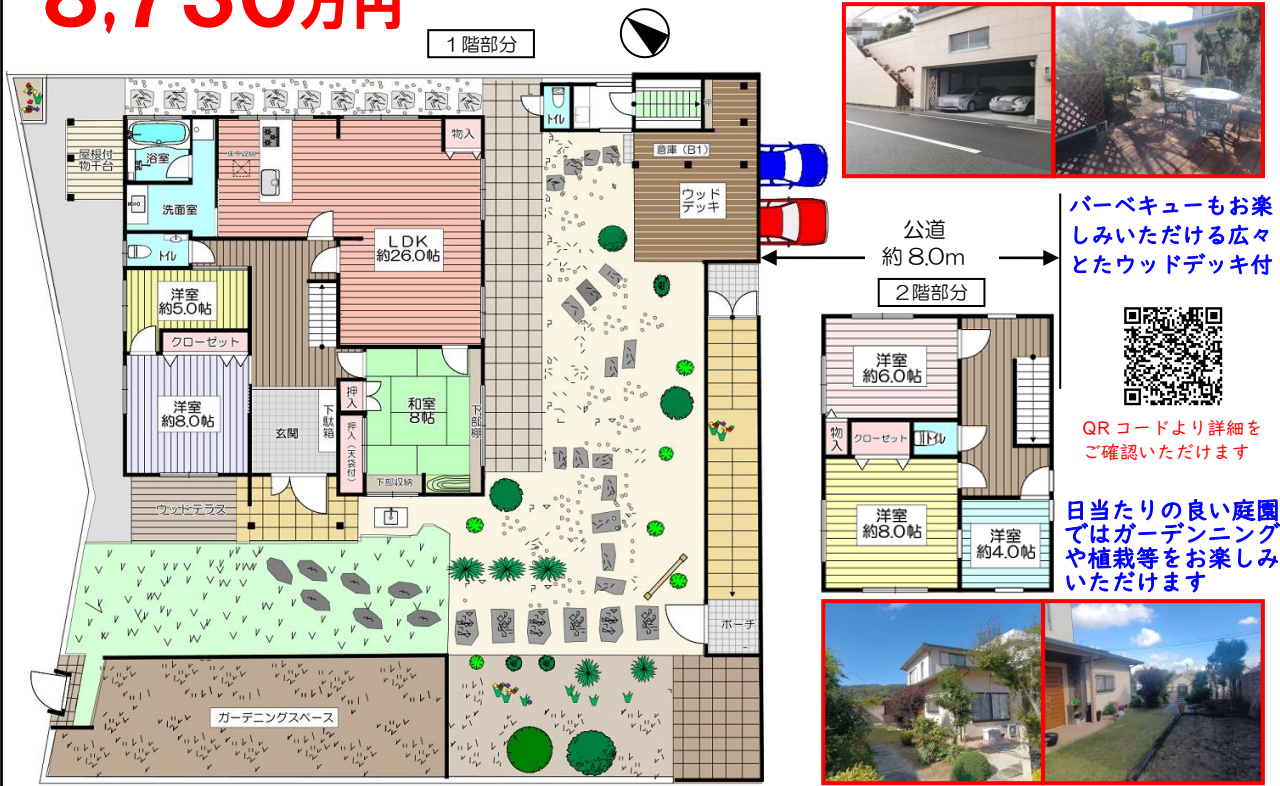 8,730万円
1階部分
トイレ
押
倉庫(B1)
ウッド
デッキ
屋根付
物干台
浴室
洗面室
床下収納
物入
LDK
約26.0帖
トイレ
洋室
約5.0帖
クローゼット
洋室
約8.0帖
玄関
下駄箱
押入
押入(天袋付)
和室
8帖
下部棚
下部収納
ウッドテラス
ポーチ
ガーデニングスペース
公道
約8.0m
2階部分
洋室
約6.0帖
物入
クローゼット
トイレ
洋室
約8.0帖
洋室
約4.0帖
バーベキューもお楽
しみいただける広々
とたウッドデッキ付
QRコードより詳細を
ご確認いただけます
日当たりの良い庭園
ではガーデンニング
や植栽等をお楽しみ
いただけます